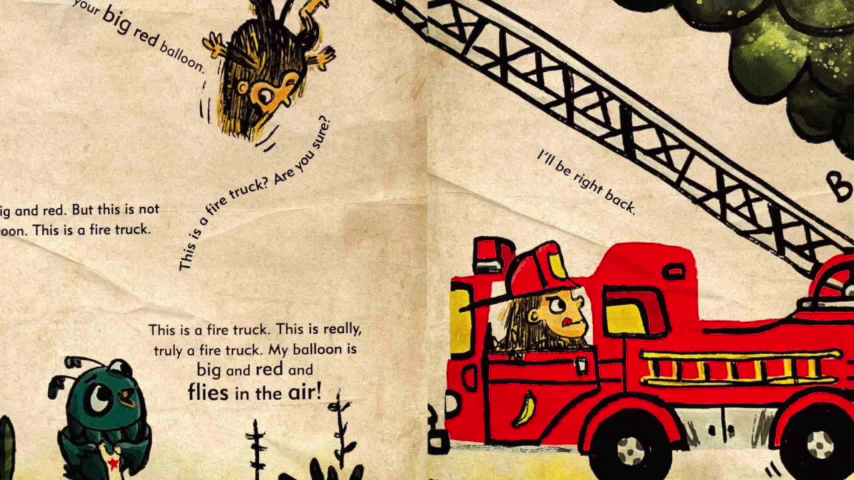 your big red balloon.
ig and red. But this is not
oon. This is a fire truck.
This is a fire truck? Are you sure?
This is a fire truck. This is really,
truly a fire truck. My balloon is
big and red and
flies in the air!
I'll be right back.
B